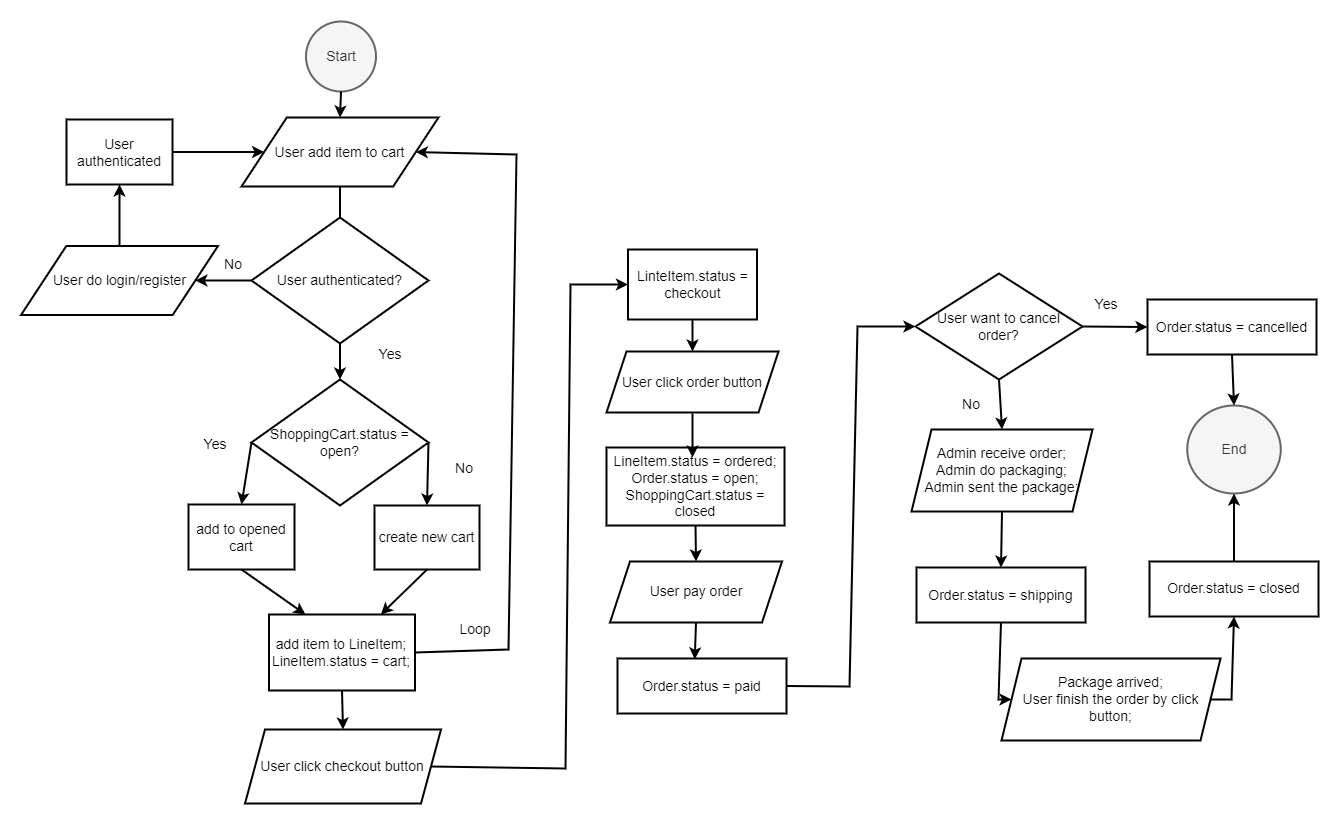 Start
User
authenticated
User add item to cart
User do login/register
No
User authenticated?
Yes
ShoppingCart.status =
open?
Yes
No
add to opened
cart
create new cart
add item to LineItem;
LineItem.status = cart;
Loop
User click checkout button
LinteItem.status =
checkout
User click order button
LineItem.status = ordered;
Order.status = open;
ShoppingCart.status =
closed
User pay order
Order.status = paid
User want to cancel
order?
Yes
Order.status = cancelled
No
Admin receive order;
Admin do packaging;
Admin sent the package;
End
Order.status = shipping
Order.status = closed
Package arrived;
User finish the order by click
button;